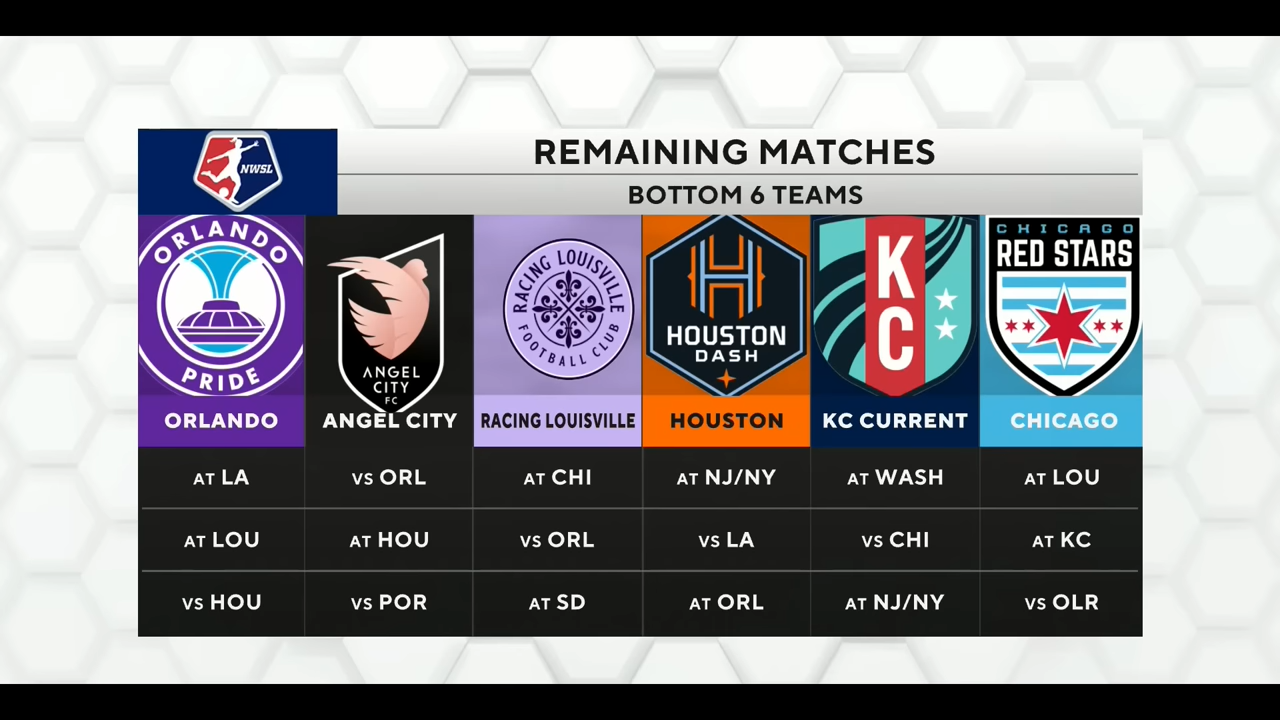 NWSL
REMAINING MATCHES
BOTTOM 6 TEAMS
ORLANDO
PRIDE
ANGEL
CITY
FC
RACING LOUISVILLE
FOOTBALL CLUB
HOUSTON
DASH
KC
CHICAGO
RED STARS
ORLANDO ANGEL CITY RACING LOUISVILLE HOUSTON KC CURRENT CHICAGO
AT LA VS ORL AT CHI AT NJ/NY AT WASH AT LOU
AT LOU AT HOU VS ORL VS LA VS CHI AT KC
VS HOU VS POR AT SD AT ORL AT NJ/NY VS OLR